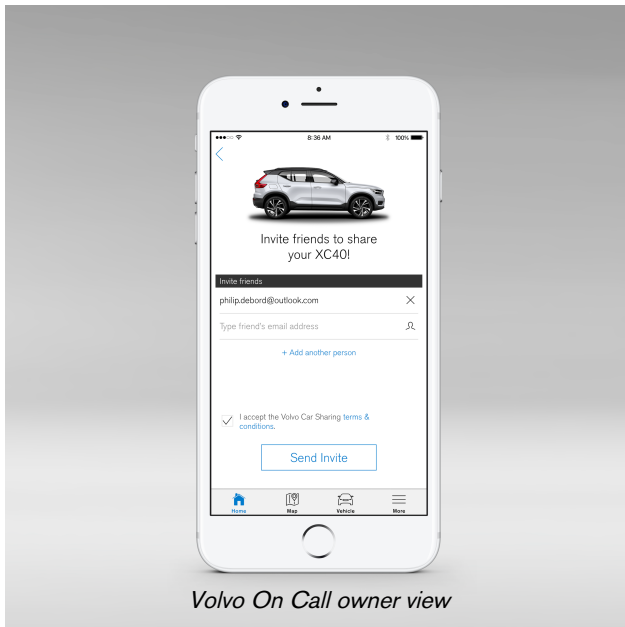 8:36 AM
100%
Invite friends to share
your XC40!
Invite friends
philip.debord@outlook.com
Type friend's email address
+ Add another person
I accept the Volvo Car Sharing terms &
conditions.
Send Invite
Home Map Vehicle More
Volvo On Call owner view